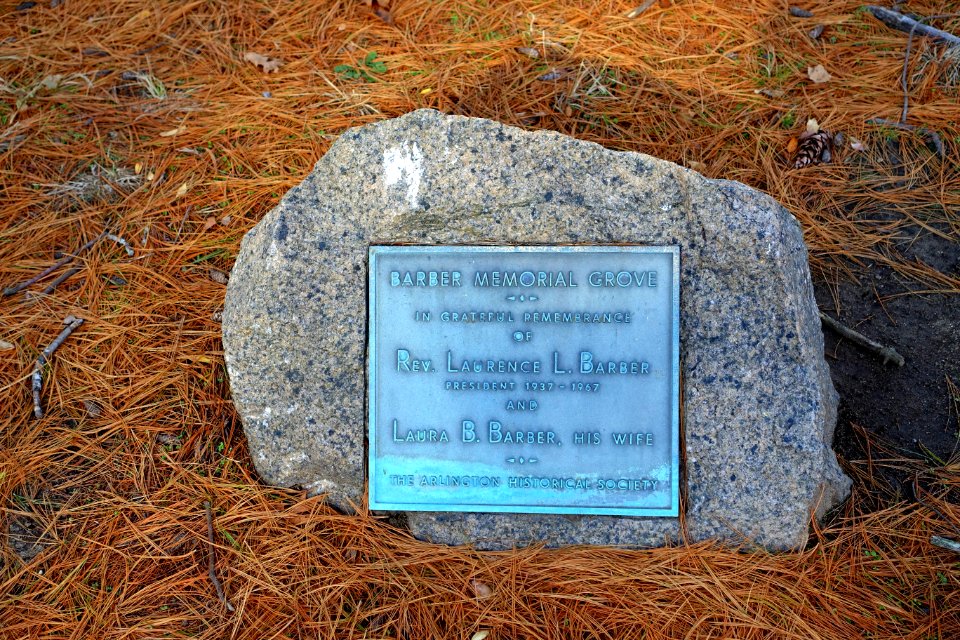 BARBER MEMORIAL GROVE
IN GRATEFUL REMEMBRANCE
OF
REV. LAURENCE L. BARBER
PRESIDENT 1937 - 1967
AND
LAURA B. BARBER, HIS WIFE
THE ARLINGTON HISTORICAL SOCIETY